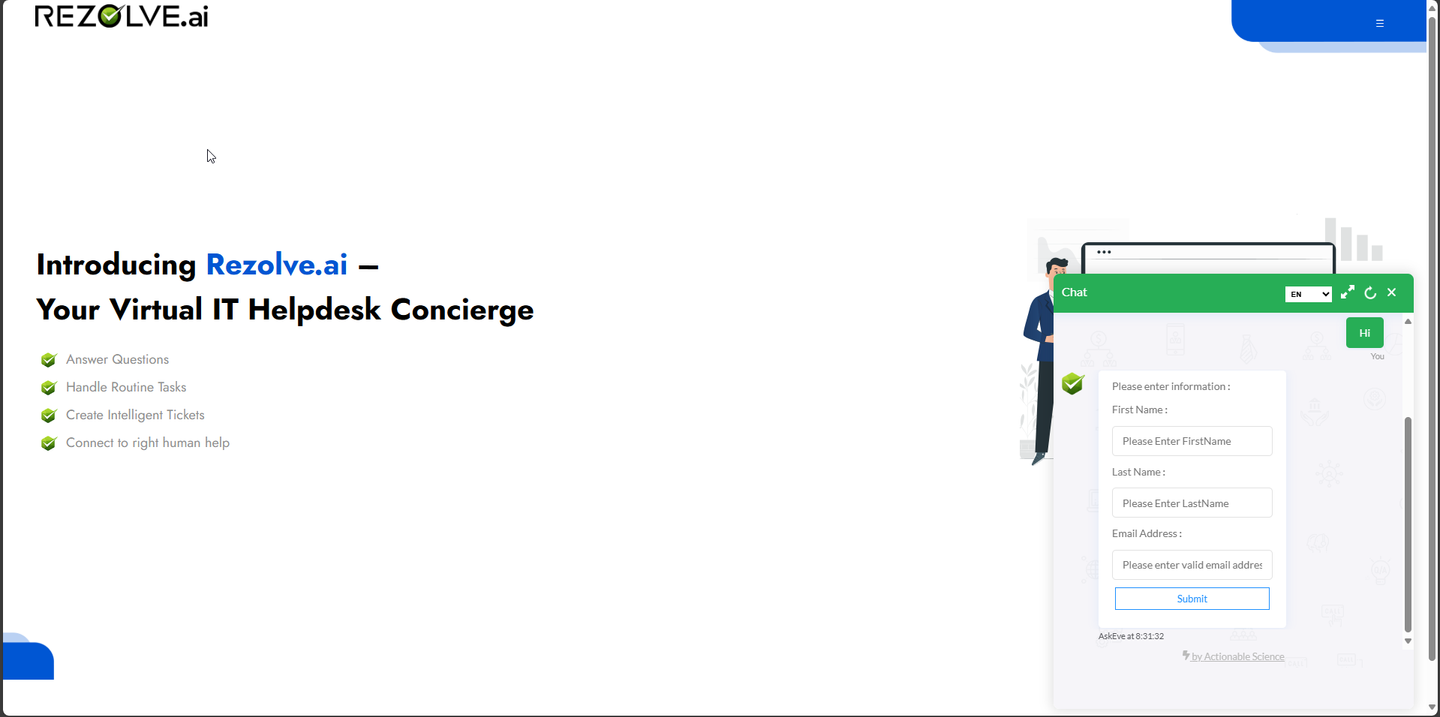 REZOLVE.ai
☰
Introducing Rezolve.ai –
Your Virtual IT Helpdesk Concierge
Answer Questions
Handle Routine Tasks
Create Intelligent Tickets
Connect to right human help
Chat
EN
Hi
You
Please enter information :
First Name :
Please Enter FirstName
Last Name :
Please Enter LastName
Email Address :
Please enter valid email addres
Submit
AskEve at 8:31:32
by Actionable Science